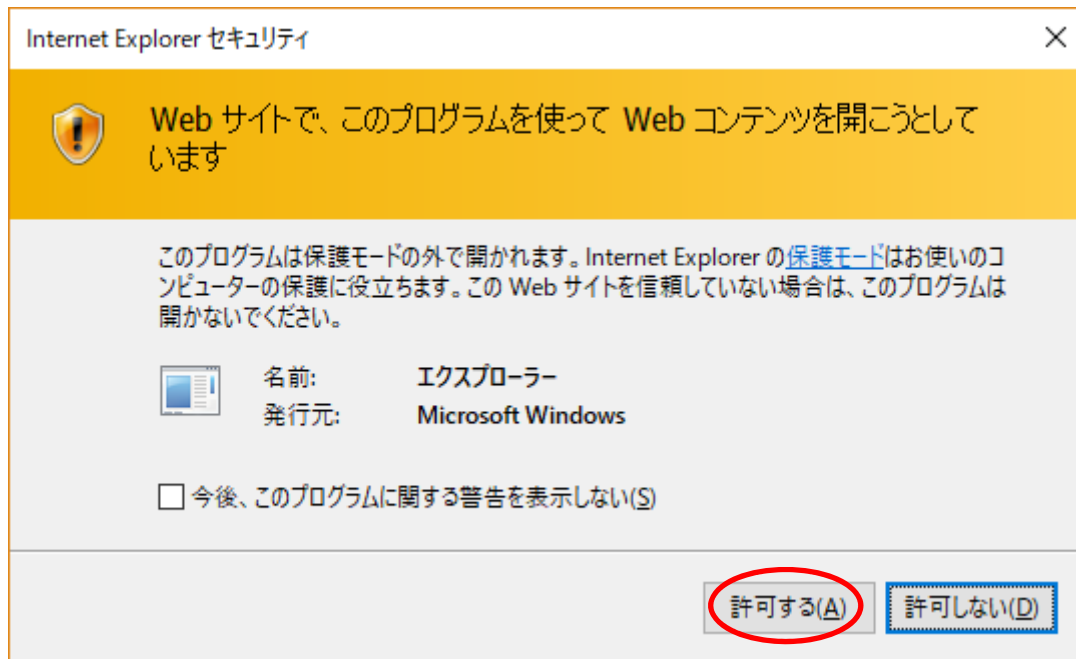 Internet Explorer セキュリティ
Web サイトで、このプログラムを使って Web コンテンツを開こうとして
います
このプログラムは保護モードの外で開かれます。Internet Explorer の保護モードはお使いのコ
ンピューターの保護に役立ちます。この Web サイトを信頼していない場合は、このプログラムは
開かないでください。
名前: エクスプローラー
発行元: Microsoft Windows
今後、このプログラムに関する警告を表示しない(S)
許可する(A) 許可しない(D)